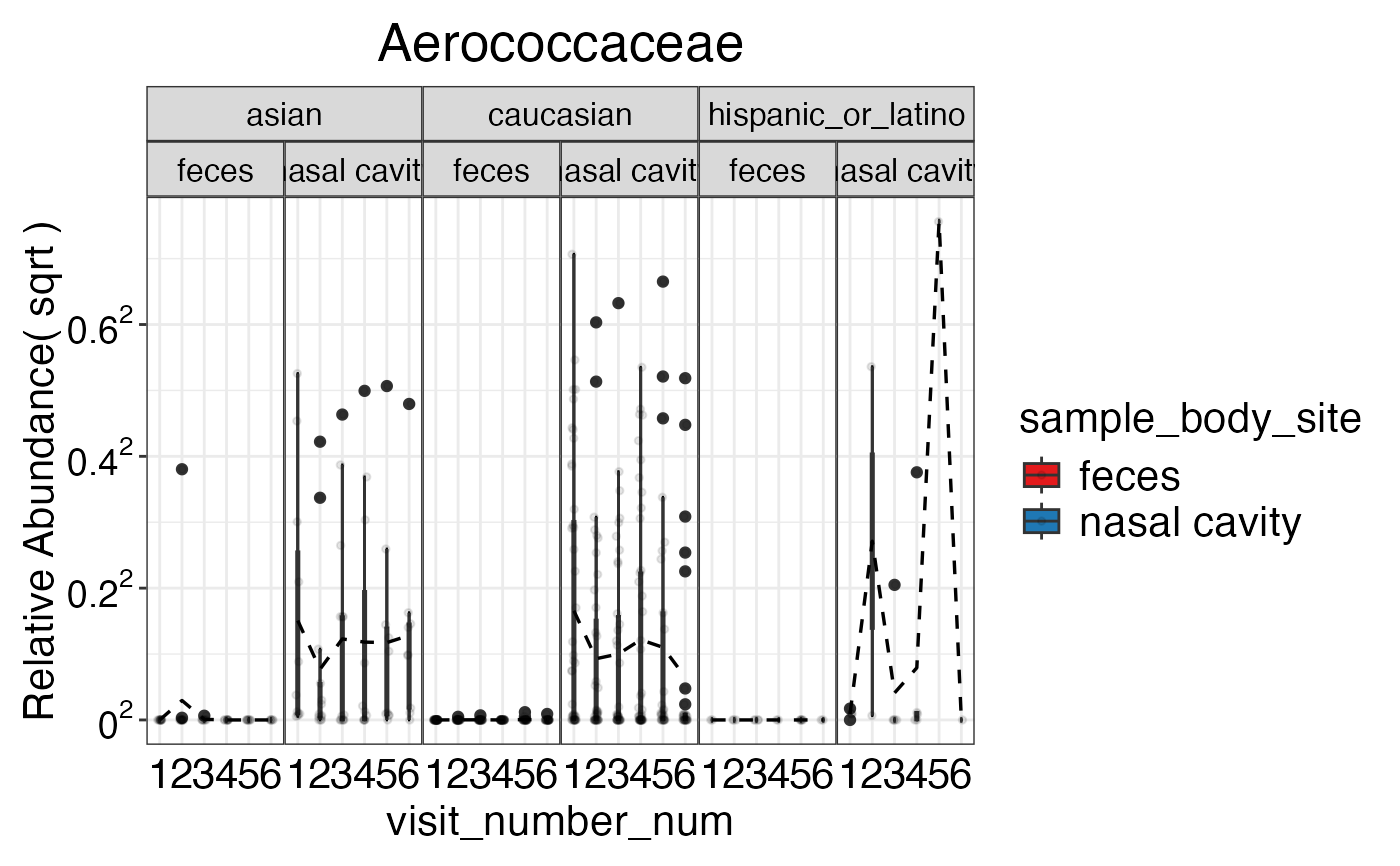 Aerococcaceae
asian caucasian hispanic_or_latino
feces asal cavit feces asal cavit feces asal cavit
Relative Abundance( sqrt )
0.6²
0.4²
0.2²
0²
123456 123456 123456 123456 123456 123456
visit_number_num
sample_body_site
feces
nasal cavity